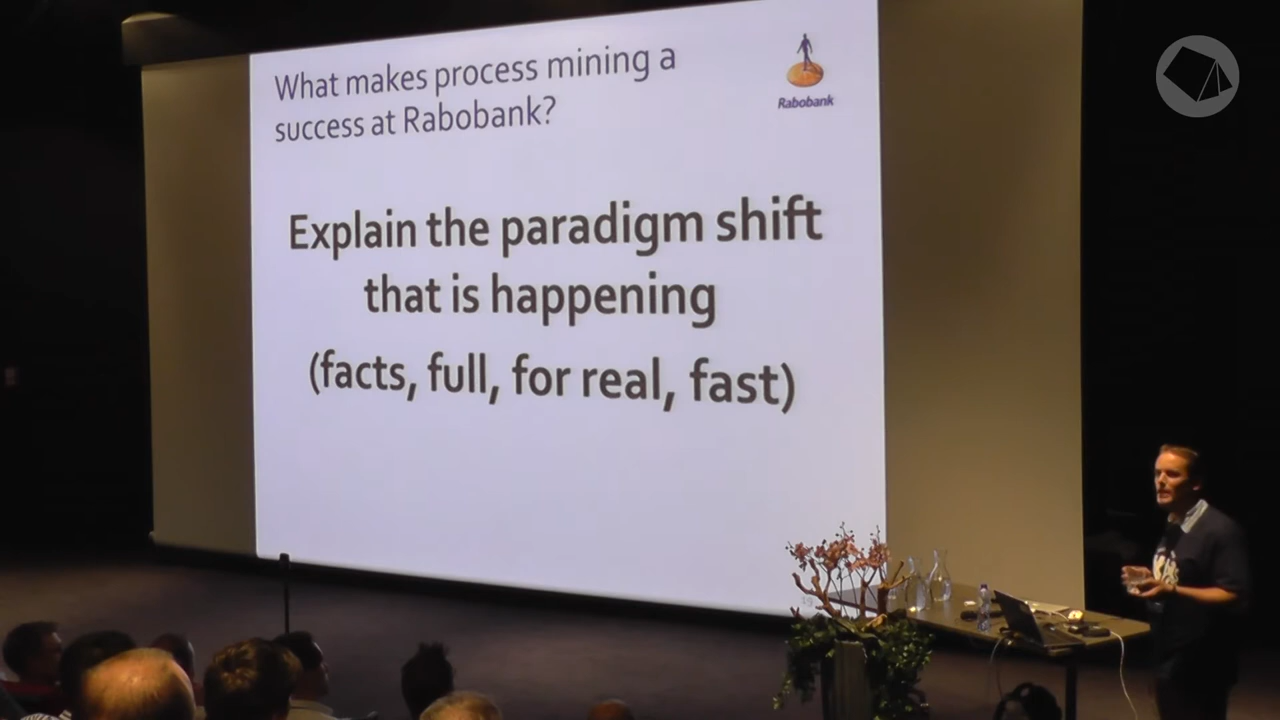 What makes process mining a
success at Rabobank?
Rabobank
Explain the paradigm shift
that is happening
(facts, full, for real, fast)